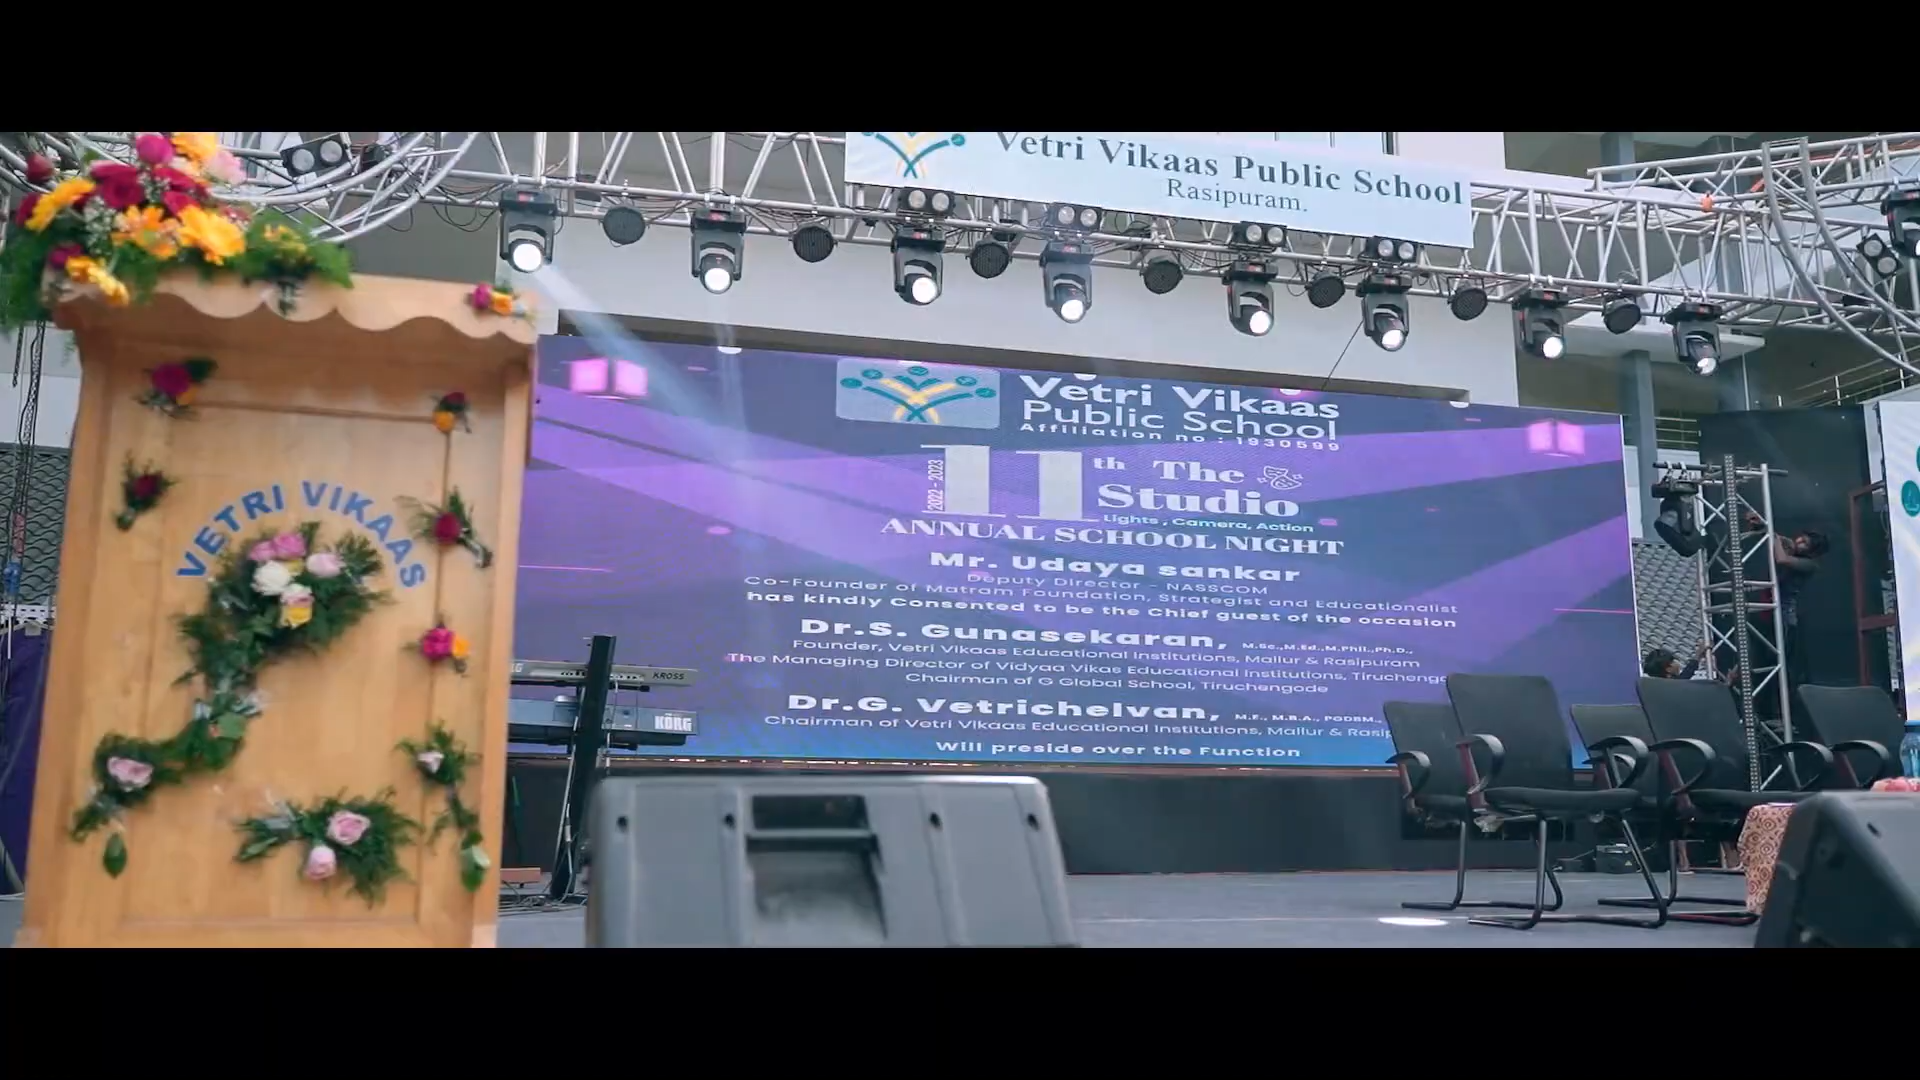 Vetri Vikaas Public School
Rasipuram.
VETRI VIKAAS
Vetri Vikaas
Public School
Affiliation no : 1930599
2022 - 2023
11th The
Studio
Lights , Camera, Action
ANNUAL SCHOOL NIGHT
Mr. Udaya Sankar
Deputy Director - NASSCOM
Co-Founder of Matram Foundation, Strategist and Educationalist
has kindly Consented to be the Chief guest of the occasion
Dr.S. Gunasekaran, M.Sc.,M.Ed.,M.Phil.,Ph.D.,
Founder, Vetri Vikaas Educational Institutions, Mallur & Rasipuram
The Managing Director of Vidyaa Vikas Educational Institutions, Tiruchengo
Chairman of G Global School, Tiruchengode
Dr.G. Vetrichelvan, M.E., M.B.A., PGDBM.,
Chairman of Vetri Vikaas Educational Institutions, Mallur & Rasip
Will preside over the Function
KROSS
KORG